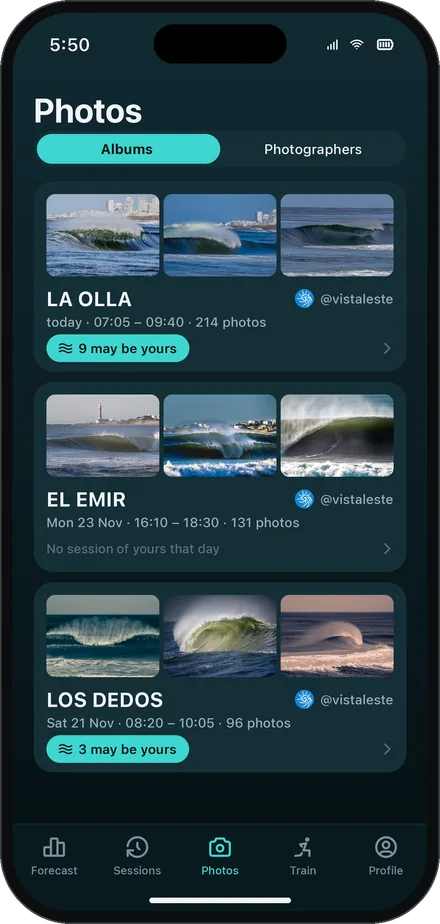 5:50
Photos
Albums
Photographers
LA OLLA
@vistaleste
today · 07:05 – 09:40 · 214 photos
9 may be yours
EL EMIR
@vistaleste
Mon 23 Nov · 16:10 – 18:30 · 131 photos
No session of yours that day
LOS DEDOS
@vistaleste
Sat 21 Nov · 08:20 – 10:05 · 96 photos
3 may be yours
Forecast
Sessions
Photos
Train
Profile